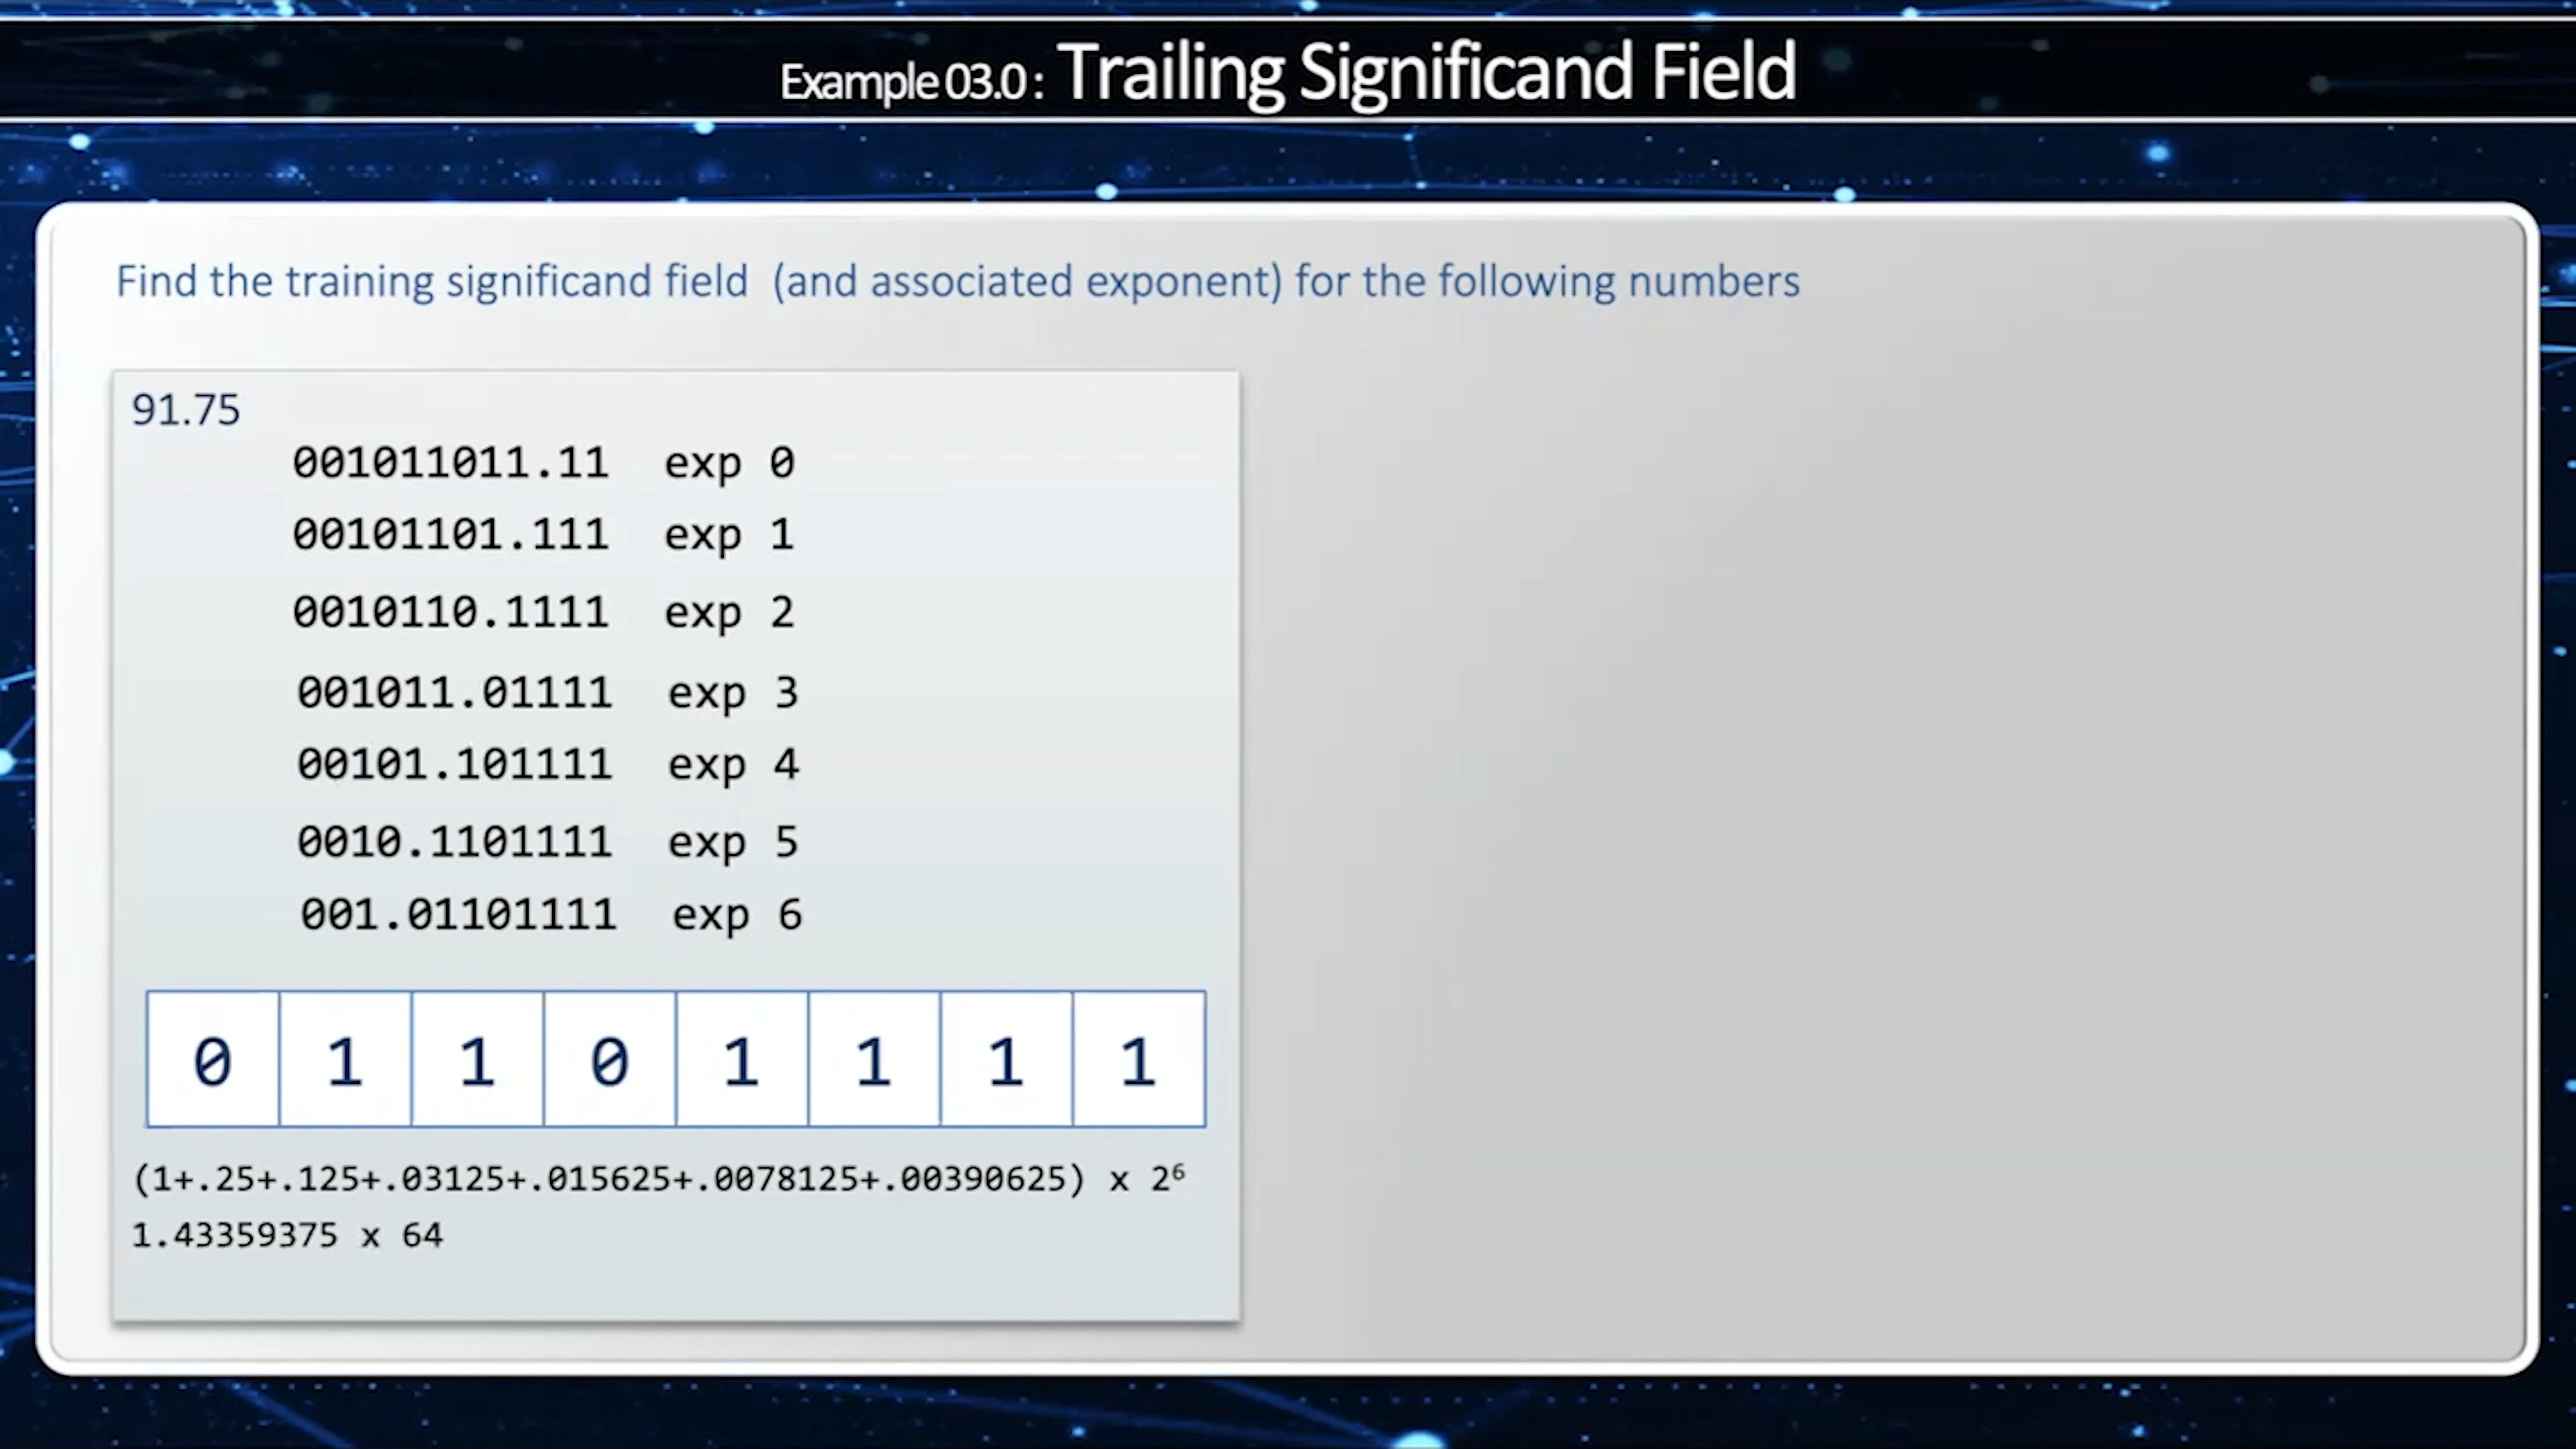 Example 03.0 : Trailing Significand Field
Find the training significand field (and associated exponent) for the following numbers
91.75
001011011.11 exp 0
00101101.111 exp 1
0010110.1111 exp 2
001011.01111 exp 3
00101.101111 exp 4
0010.1101111 exp 5
001.01101111 exp 6
0 1 1 0 1 1 1 1
(1+.25+.125+.03125+.015625+.0078125+.00390625) x 2⁶
1.43359375 x 64